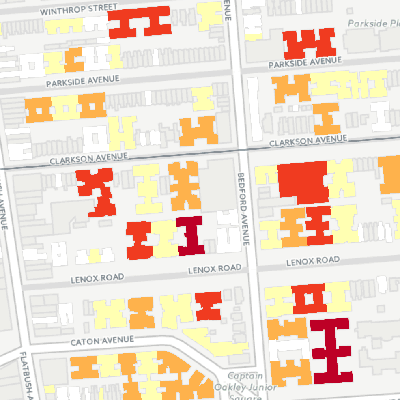 WINTHROP STREET
Parkside
PARKSIDE AVENUE
PARKSIDE AVENUE
CLARKSON AVENUE
CLARKSON AVENUE
BEDFORD AVENUE
AVENUE
LENOX ROAD
LENOX ROAD
LENOX ROAD
CATON AVENUE
FLATBUSH
Captain
Oakley Junior
Square